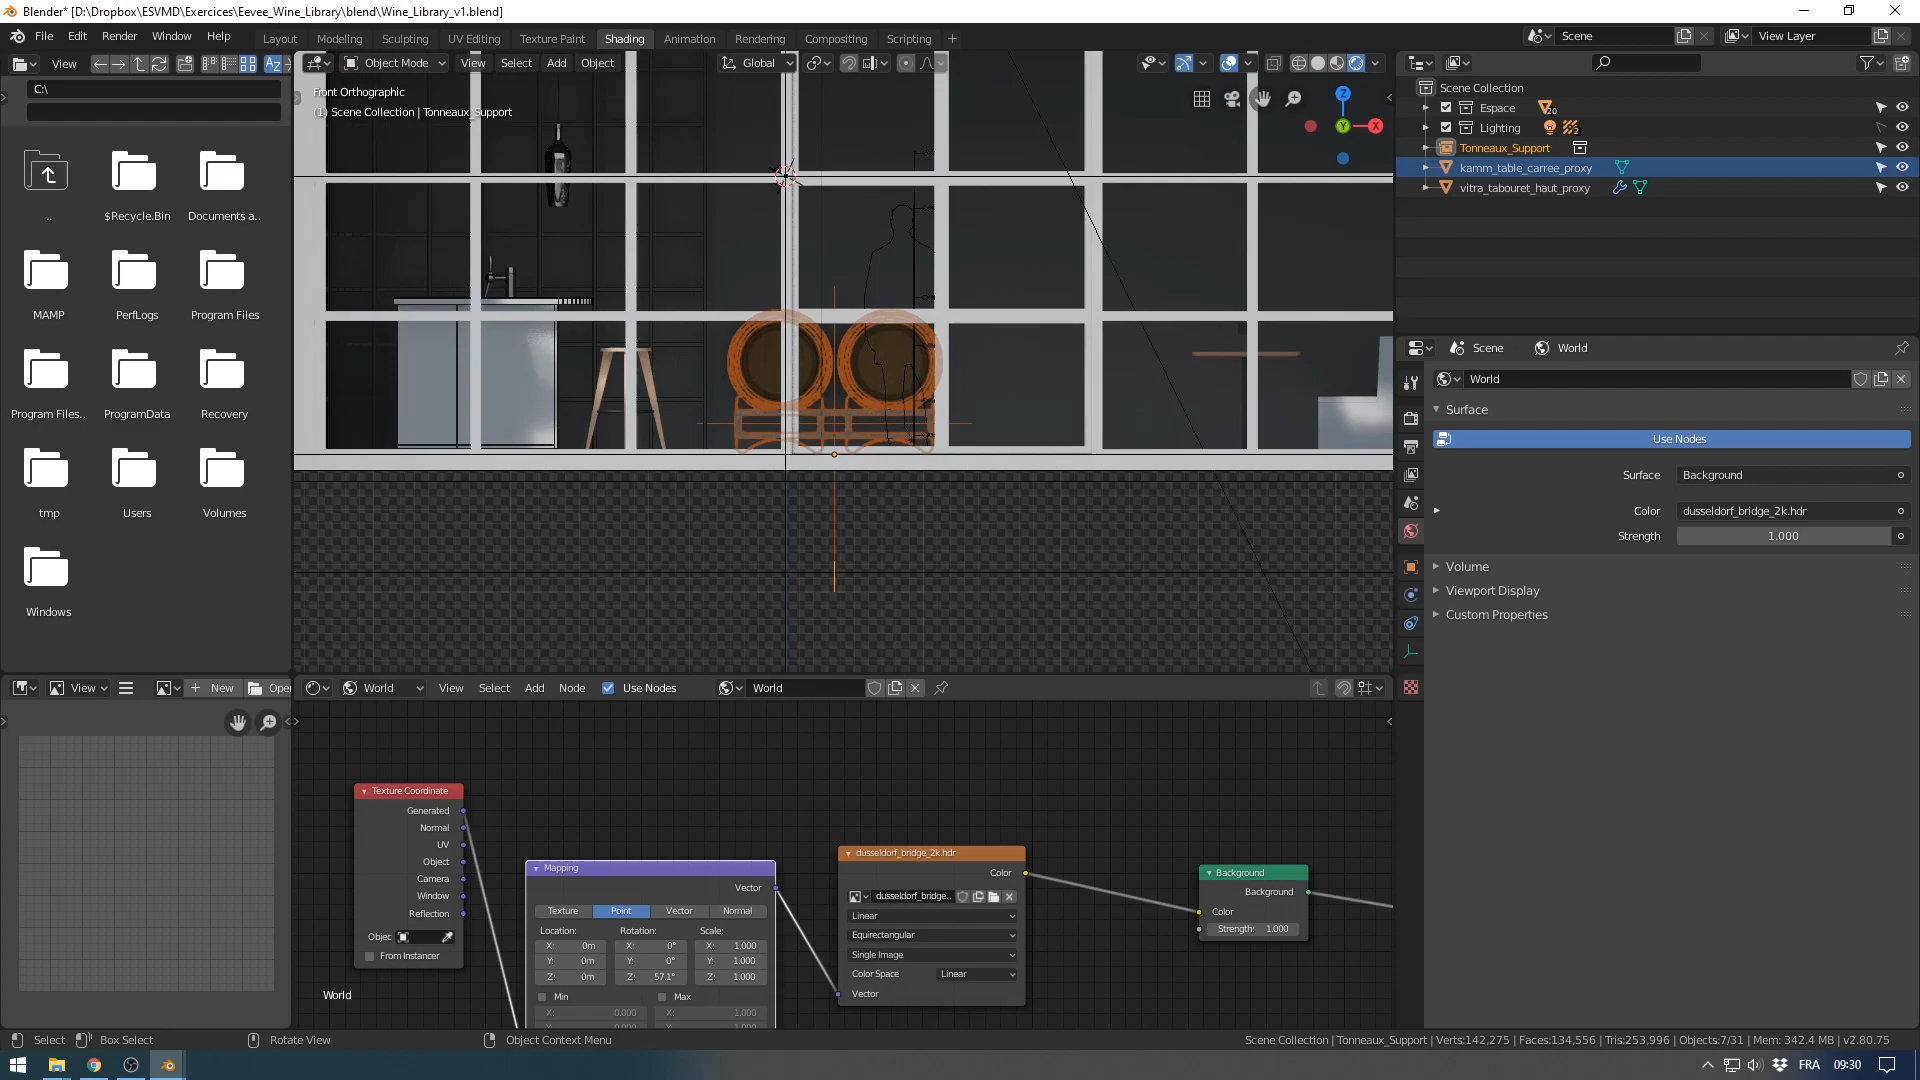 Blender* [D:\Dropbox\ESVMD\Exercices\Eevee_Wine_Library\blend\Wine_Library_v1.blend]
File Edit Render Window Help
Layout Modeling Sculpting UV Editing Texture Paint Shading Animation Rendering Compositing Scripting +
Scene
View Layer
View
C:\
..
$Recycle.Bin
Documents a..
MAMP
PerfLogs
Program Files
Program Files..
ProgramData
Recovery
tmp
Users
Volumes
Windows
Object Mode View Select Add Object Global
Front Orthographic
(1) Scene Collection | Tonneaux_Support
Z
Y
X
Scene Collection
Espace
20
Lighting
2
Tonneaux_Support
kamm_table_carree_proxy
vitra_tabouret_haut_proxy
Scene World
World
Surface
Use Nodes
Surface Background
Color dusseldorf_bridge_2k.hdr
Strength 1.000
Volume
Viewport Display
Custom Properties
View New Open
World View Select Add Node Use Nodes World
Texture Coordinate
Generated
Normal
UV
Object
Camera
Window
Reflection
Objec
From Instancer
Mapping
Vector
Texture Point Vector Normal
Location: Rotation: Scale:
X: 0m X: 0° X: 1.000
Y: 0m Y: 0° Y: 1.000
Z: 0m Z: 57.1° Z: 1.000
Min Max
X: 0.000 X: 1.000
dusseldorf_bridge_2k.hdr
Color
dusseldorf_bridge..
Linear
Equirectangular
Single Image
Color Space Linear
Vector
Background
Background
Color
Strength: 1.000
World
Select Box Select Rotate View Object Context Menu
Scene Collection | Tonneaux_Support | Verts:142,275 | Faces:134,556 | Tris:253,996 | Objects:7/31 | Mem: 342.4 MB | v2.80.75
FRA 09:30